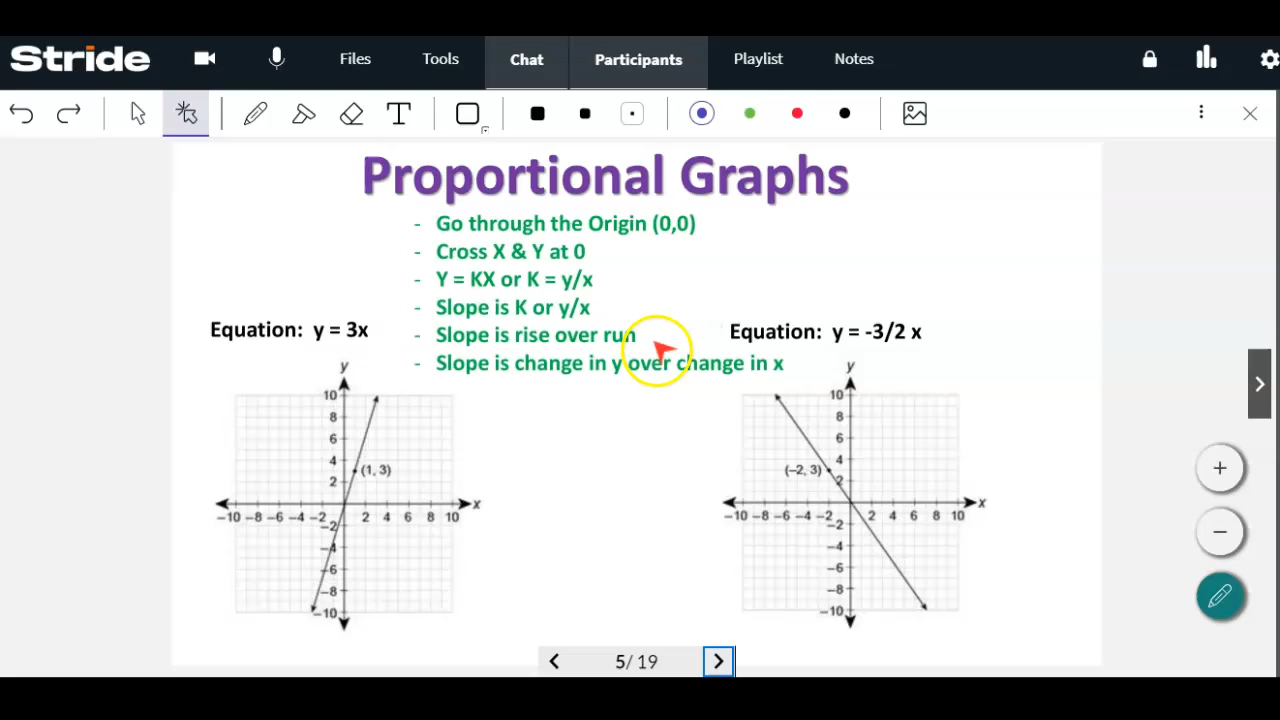 Stride Files Tools Chat Participants Playlist Notes
T
Proportional Graphs
- Go through the Origin (0,0)
- Cross X & Y at 0
- Y = KX or K = y/x
- Slope is K or y/x
- Slope is rise over run
- Slope is change in y over change in x
Equation: y = 3x
y
10
8
6
4
2
(1, 3)
x
−10 −8 −6 −4 −2 2 4 6 8 10
−2
−4
−6
−8
−10
Equation: y = -3/2 x
y
10
8
6
4
2
(−2, 3)
x
−10 −8 −6 −4 −2 2 4 6 8 10
−2
−4
−6
−8
−10
5/ 19